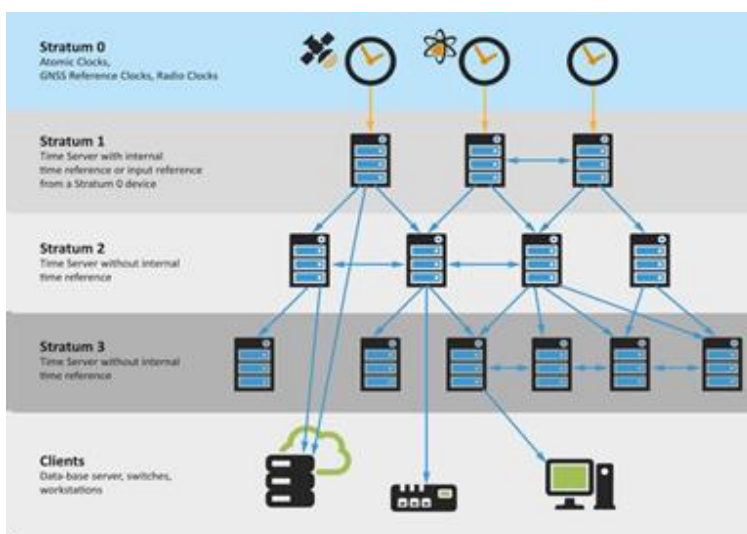 Stratum 0
Atomic Clocks,
GNSS Reference Clocks, Radio Clocks
Stratum 1
Time Server with internal
time reference or input reference
from a Stratum 0 device
Stratum 2
Time Server without internal
time reference
Stratum 3
Time Server without internal
time reference
Clients
Data-base server, switches,
workstations